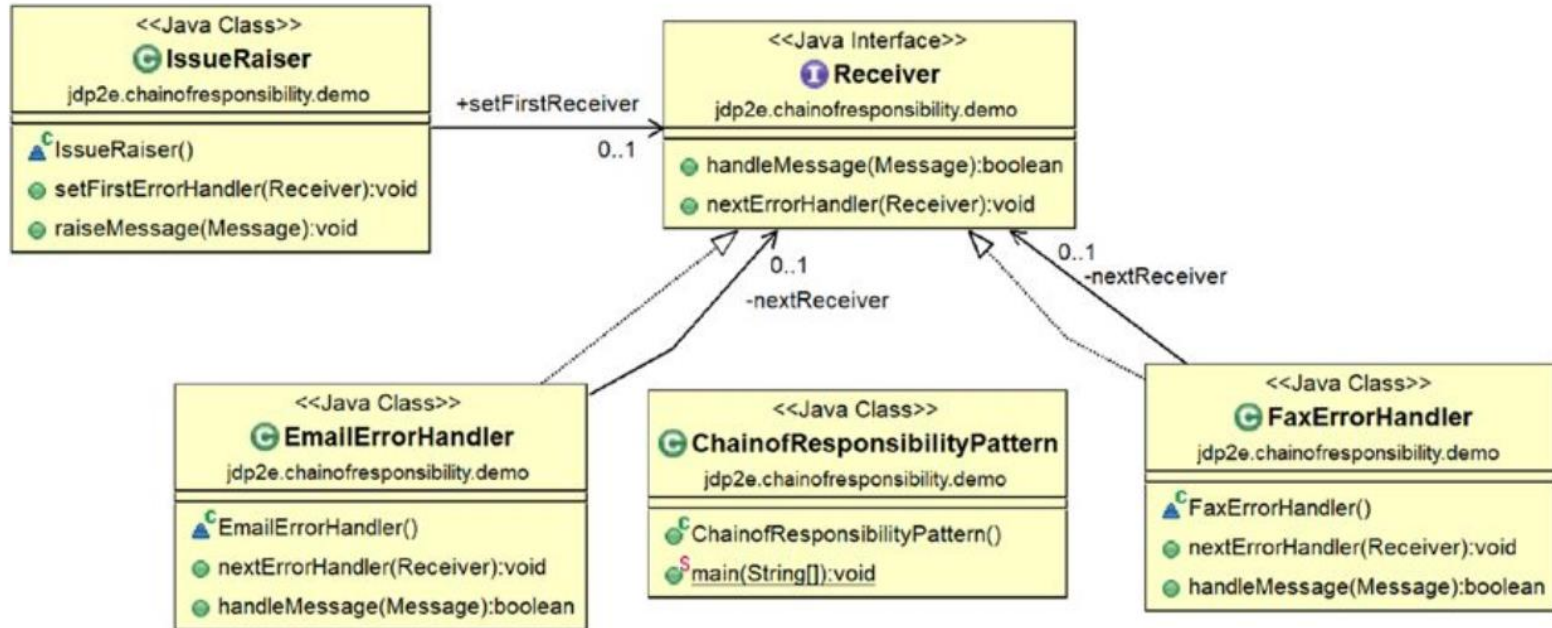 <<Java Class>>
IssueRaiser
jdp2e.chainofresponsibility.demo
IssueRaiser()
setFirstErrorHandler(Receiver):void
raiseMessage(Message):void
+setFirstReceiver
0..1
<<Java Interface>>
Receiver
jdp2e.chainofresponsibility.demo
handleMessage(Message):boolean
nextErrorHandler(Receiver):void
0..1
-nextReceiver
0..1
-nextReceiver
<<Java Class>>
EmailErrorHandler
jdp2e.chainofresponsibility.demo
EmailErrorHandler()
nextErrorHandler(Receiver):void
handleMessage(Message):boolean
<<Java Class>>
ChainofResponsibilityPattern
jdp2e.chainofresponsibility.demo
ChainofResponsibilityPattern()
main(String[]):void
<<Java Class>>
FaxErrorHandler
jdp2e.chainofresponsibility.demo
FaxErrorHandler()
nextErrorHandler(Receiver):void
handleMessage(Message):boolean